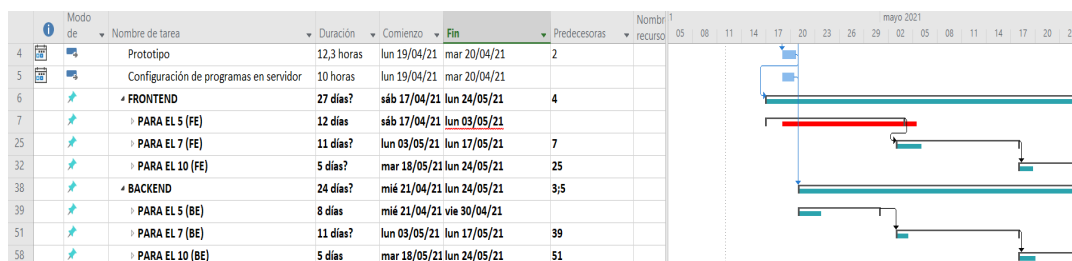 Modo de
Nombre de tarea
Duración
Comienzo
Fin
Predecesoras
Nombr recurso
1
mayo 2021
05 08 11 14 17 20 23 26 29 02 05 08 11 14 17 20 2
4 Prototipo 12,3 horas lun 19/04/21 mar 20/04/21 2
5 Configuración de programas en servidor 10 horas lun 19/04/21 mar 20/04/21
6 FRONTEND 27 días? sáb 17/04/21 lun 24/05/21 4
7 PARA EL 5 (FE) 12 días sáb 17/04/21 lun 03/05/21
25 PARA EL 7 (FE) 11 días? lun 03/05/21 lun 17/05/21 7
32 PARA EL 10 (FE) 5 días? mar 18/05/21 lun 24/05/21 25
38 BACKEND 24 días? mié 21/04/21 lun 24/05/21 3;5
39 PARA EL 5 (BE) 8 días mié 21/04/21 vie 30/04/21
51 PARA EL 7 (BE) 11 días? lun 03/05/21 lun 17/05/21 39
58 PARA EL 10 (BE) 5 días mar 18/05/21 lun 24/05/21 51